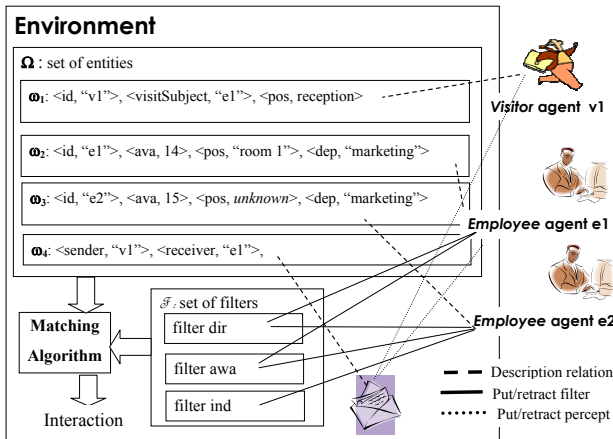 Environment
Ω : set of entities
ω1: <id, “v1”>, <visitSubject, “e1”>, <pos, reception>
Visitor agent v1
ω2: <id, “e1”>, <ava, 14>, <pos, “room 1”>, <dep, “marketing”>
ω3: <id, “e2”>, <ava, 15>, <pos, unknown>, <dep, “marketing”>
Employee agent e1
ω4: <sender, “v1”>, <receiver, “e1”>,
ℱ : set of filters
filter dir
filter awa
filter ind
Matching
Algorithm
Interaction
Employee agent e2
Description relation
Put/retract filter
Put/retract percept